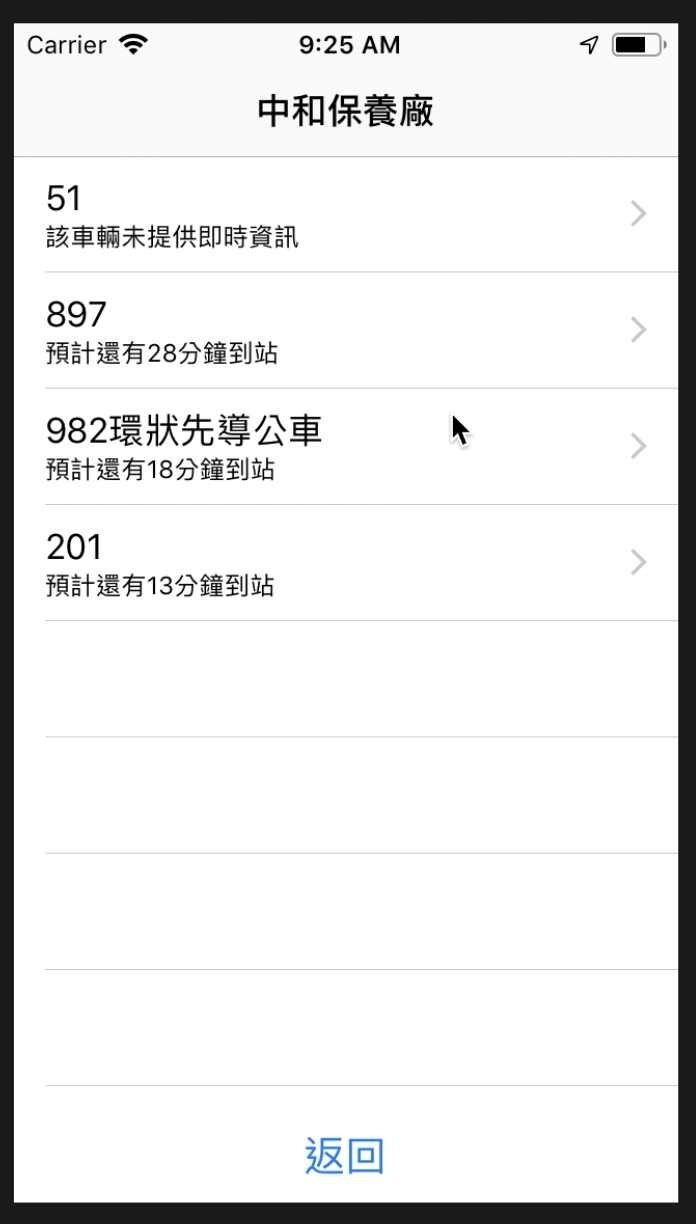 Carrier 9:25 AM
中和保養廠
51
該車輛未提供即時資訊
897
預計還有28分鐘到站
982環狀先導公車
預計還有18分鐘到站
201
預計還有13分鐘到站
返回